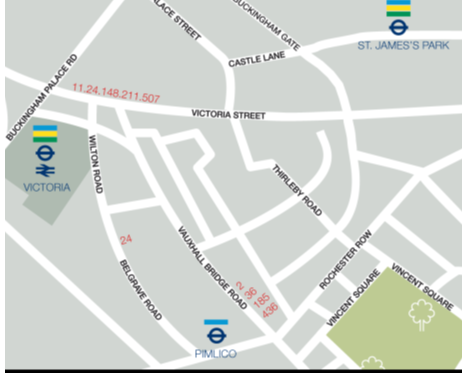 PALACE STREET
BUCKINGHAM GATE
ST. JAMES'S PARK
CASTLE LANE
BUCKINGHAM PALACE RD
11.24.148.211.507
VICTORIA STREET
WILTON ROAD
VICTORIA
THIRLEBY ROAD
24
BELGRAVE ROAD
VAUXHALL BRIDGE ROAD
2
36
185
436
ROCHESTER ROW
VINCENT SQUARE
VINCENT SQUARE
PIMLICO